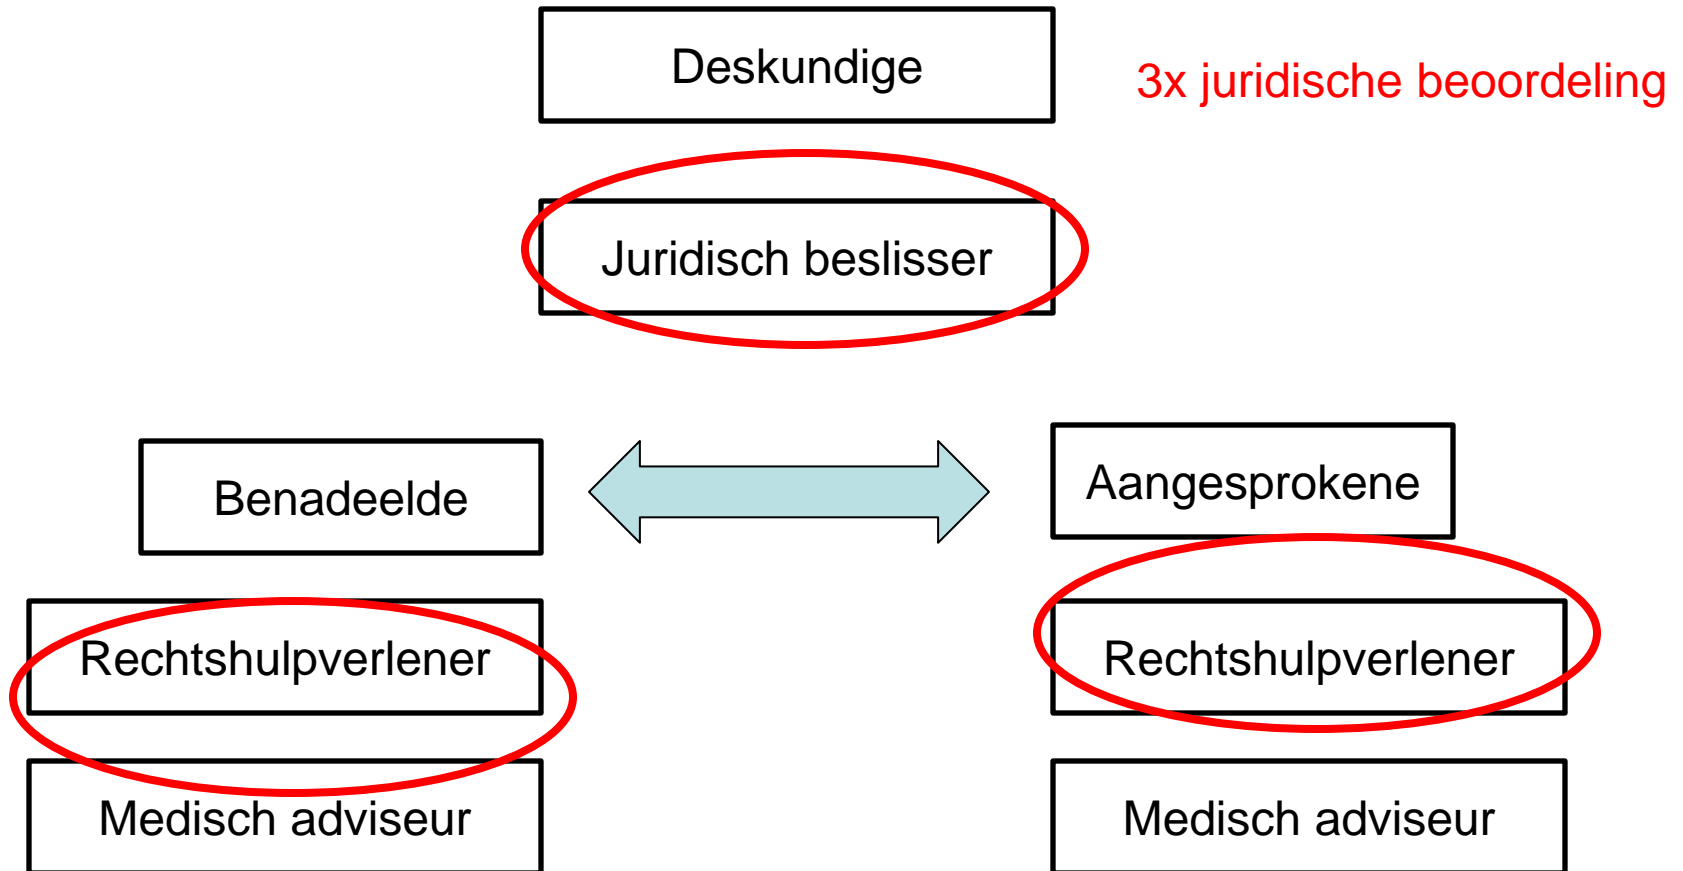 Deskundige
3x juridische beoordeling
Juridisch beslisser
Benadeelde
Aangesprokene
Rechtshulpverlener
Rechtshulpverlener
Medisch adviseur
Medisch adviseur